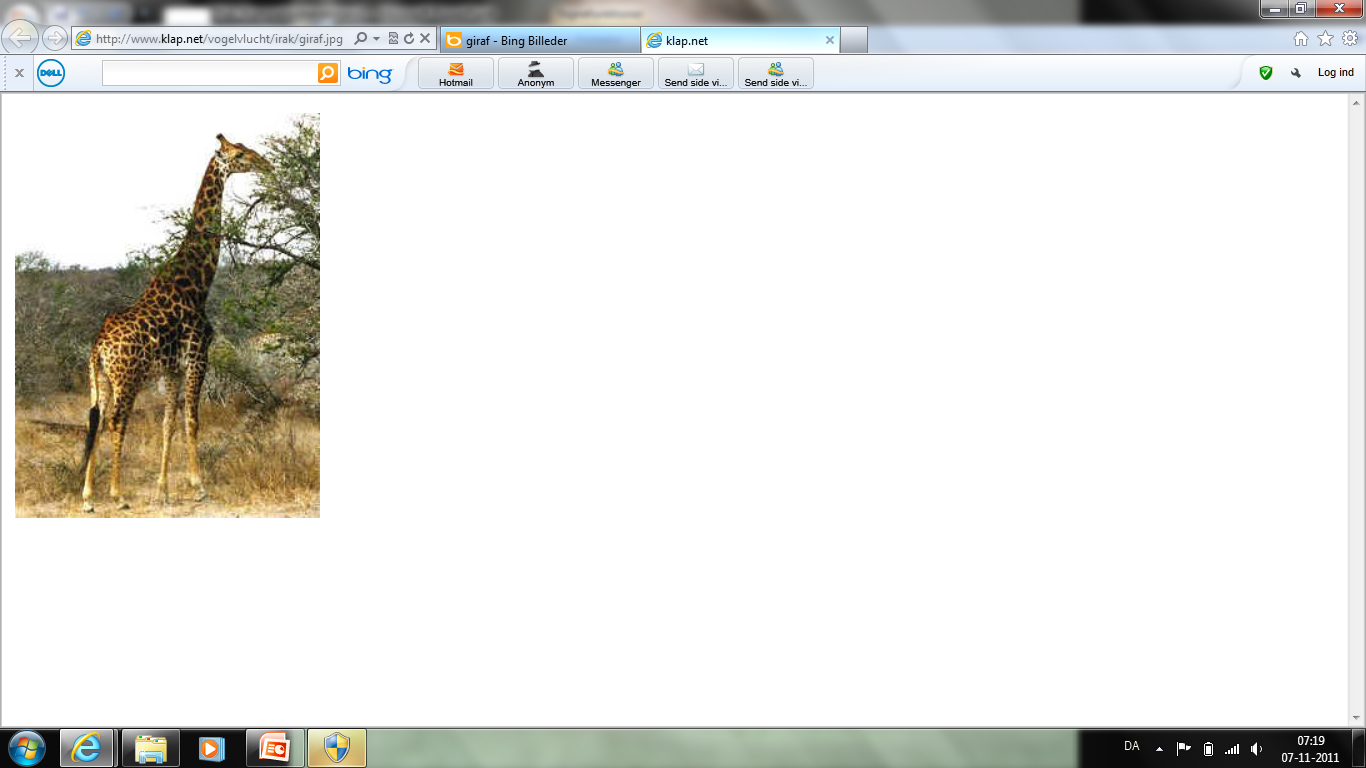 http://www.klap.net/vogelvlucht/irak/giraf.jpg
giraf - Bing Billeder
klap.net
DELL
bing
Hotmail
Anonym
Messenger
Send side vi...
Send side vi...
Log ind
DA
07:19
07-11-2011